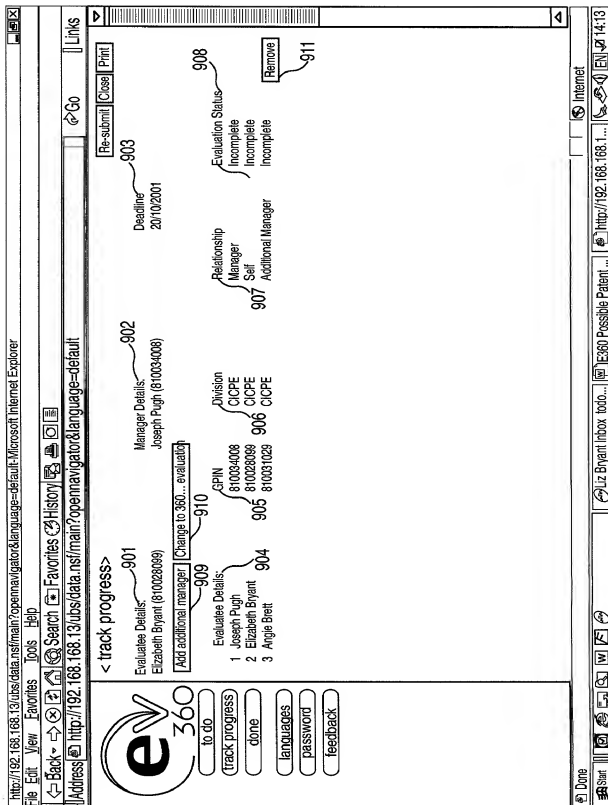 http://192.168.168.13/ubs/data.nsf/main?opennavigator&language=default-Microsoft Internet Explorer
File Edit View Favorites Tools Help
Back Search Favorites History
Address http://192.168.168.13/ubs/data.nsf/main?opennavigator&language=default Go Links
ev
360
to do
track progress
done
languages
password
feedback
Re-submit Close Print
< track progress>
Evaluatee Details: 901 Manager Details: 902 Deadline 903
Elizabeth Bryant (810028099) Joseph Pugh (810034008) 20/10/2001
Add additional manager Change to 360... evaluation
909 910
Evaluatee Details: GPIN Division Relationship Evaluation Status 908
1 Joseph Pugh 810034008 CICPE Manager Incomplete
2 Elizabeth Bryant 810028099 CICPE Self Incomplete
3 Angie Brett 810031029 CICPE Additional Manager Incomplete
904 905 906 907
Remove
911
Done Internet
Start Liz Bryant Inbox todo... E360 Possible Patent ... http://192.168.168.1... EN 14:13